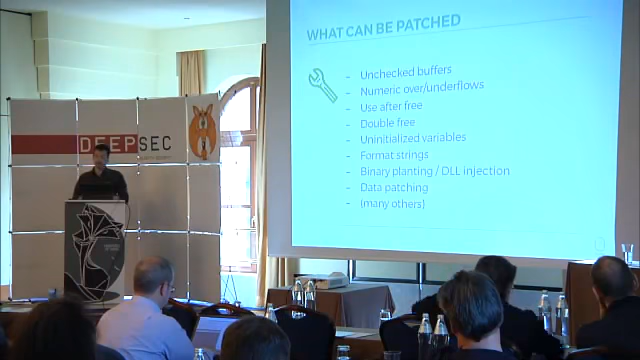 WHAT CAN BE PATCHED
- Unchecked buffers
- Numeric over/underflows
- Use after free
- Double free
- Uninitialized variables
- Format strings
- Binary planting / DLL injection
- Data patching
- (many others)
DEEPSEC